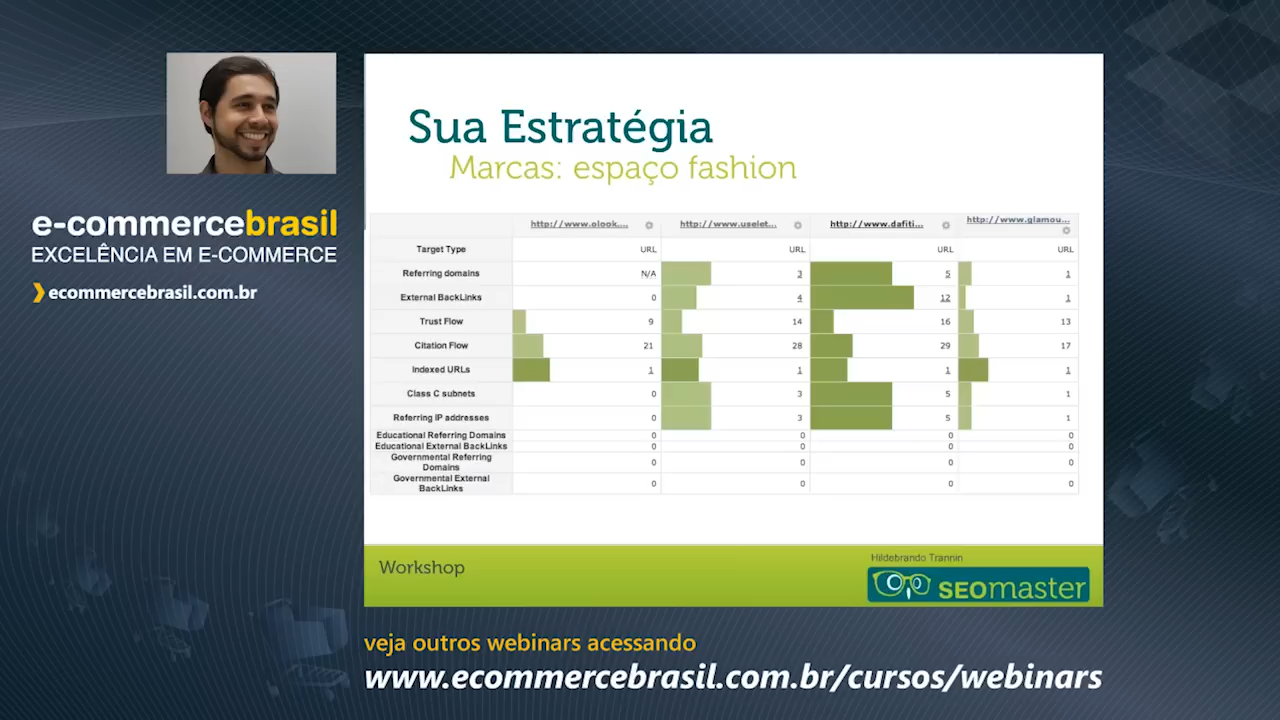 e-commercebrasil
EXCELÊNCIA EM E-COMMERCE
ecommercebrasil.com.br
Sua Estratégia
Marcas: espaço fashion
http://www.olook.... http://www.uselet... http://www.dafiti... http://www.glamou...
Target Type URL URL URL URL
Referring domains N/A 3 5 1
External BackLinks 0 4 12 1
Trust Flow 9 14 16 13
Citation Flow 21 28 29 17
Indexed URLs 1 1 1 1
Class C subnets 0 3 5 1
Referring IP addresses 0 3 5 1
Educational Referring Domains 0 0 0 0
Educational External BackLinks 0 0 0 0
Governmental Referring
Domains 0 0 0 0
Governmental External
BackLinks 0 0 0 0
Workshop
Hildebrando Trannin
SEOmaster
veja outros webinars acessando
www.ecommercebrasil.com.br/cursos/webinars